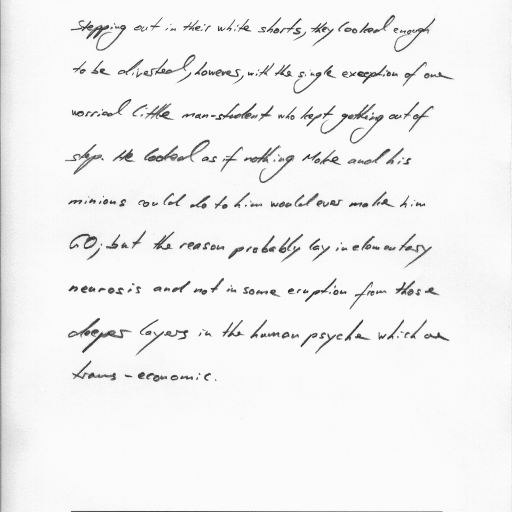 Stepping out in their white shorts, they looked enough
to be divested, however, with the single exception of one
worried little man-student who kept getting out of
step. He looked as if nothing Moke and his
minions could do to him would ever make him
GO; but the reason probably lay in elementary
neurosis and not in some eruption from those
deeper layers in the human psyche which are
trans-economic.